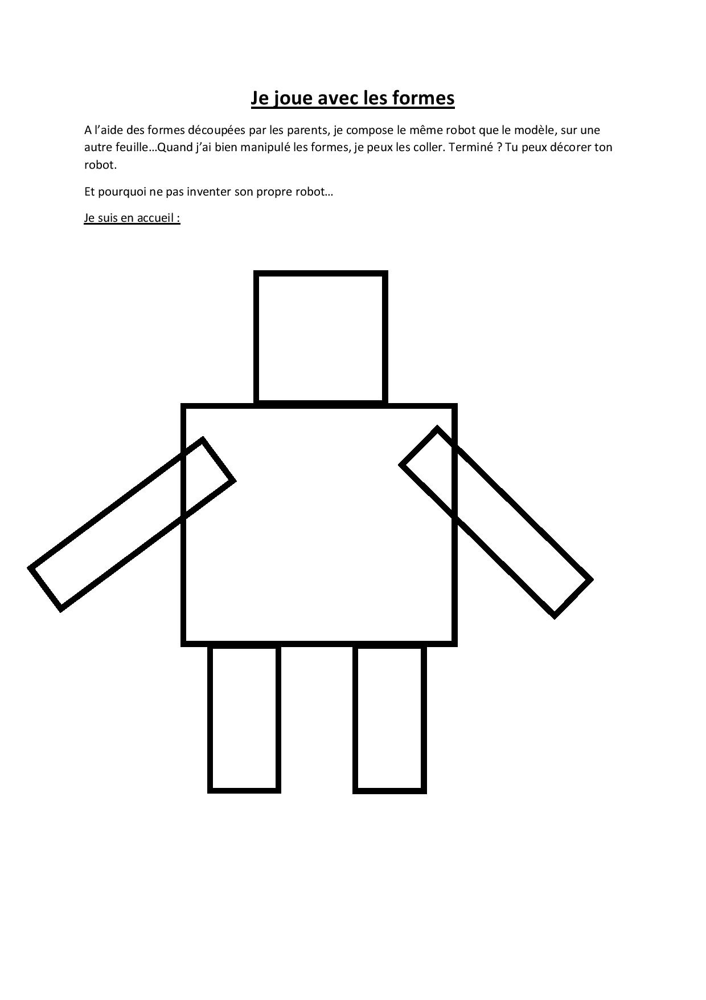 Je joue avec les formes
A l’aide des formes découpées par les parents, je compose le même robot que le modèle, sur une
autre feuille…Quand j’ai bien manipulé les formes, je peux les coller. Terminé ? Tu peux décorer ton
robot.
Et pourquoi ne pas inventer son propre robot…
Je suis en accueil :